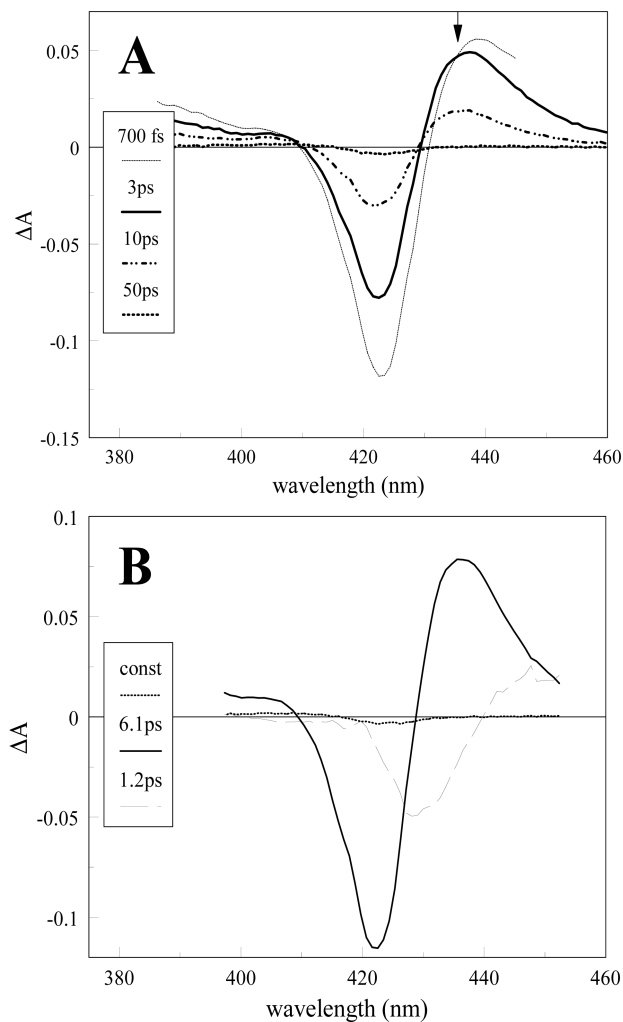 A
0.05
0
-0.05
-0.1
-0.15
ΔA
700 fs
3ps
10ps
50ps
380 400 420 440 460
wavelength (nm)
B
0.1
0.05
0
-0.05
-0.1
ΔA
const
6.1ps
1.2ps
380 400 420 440 460
wavelength (nm)